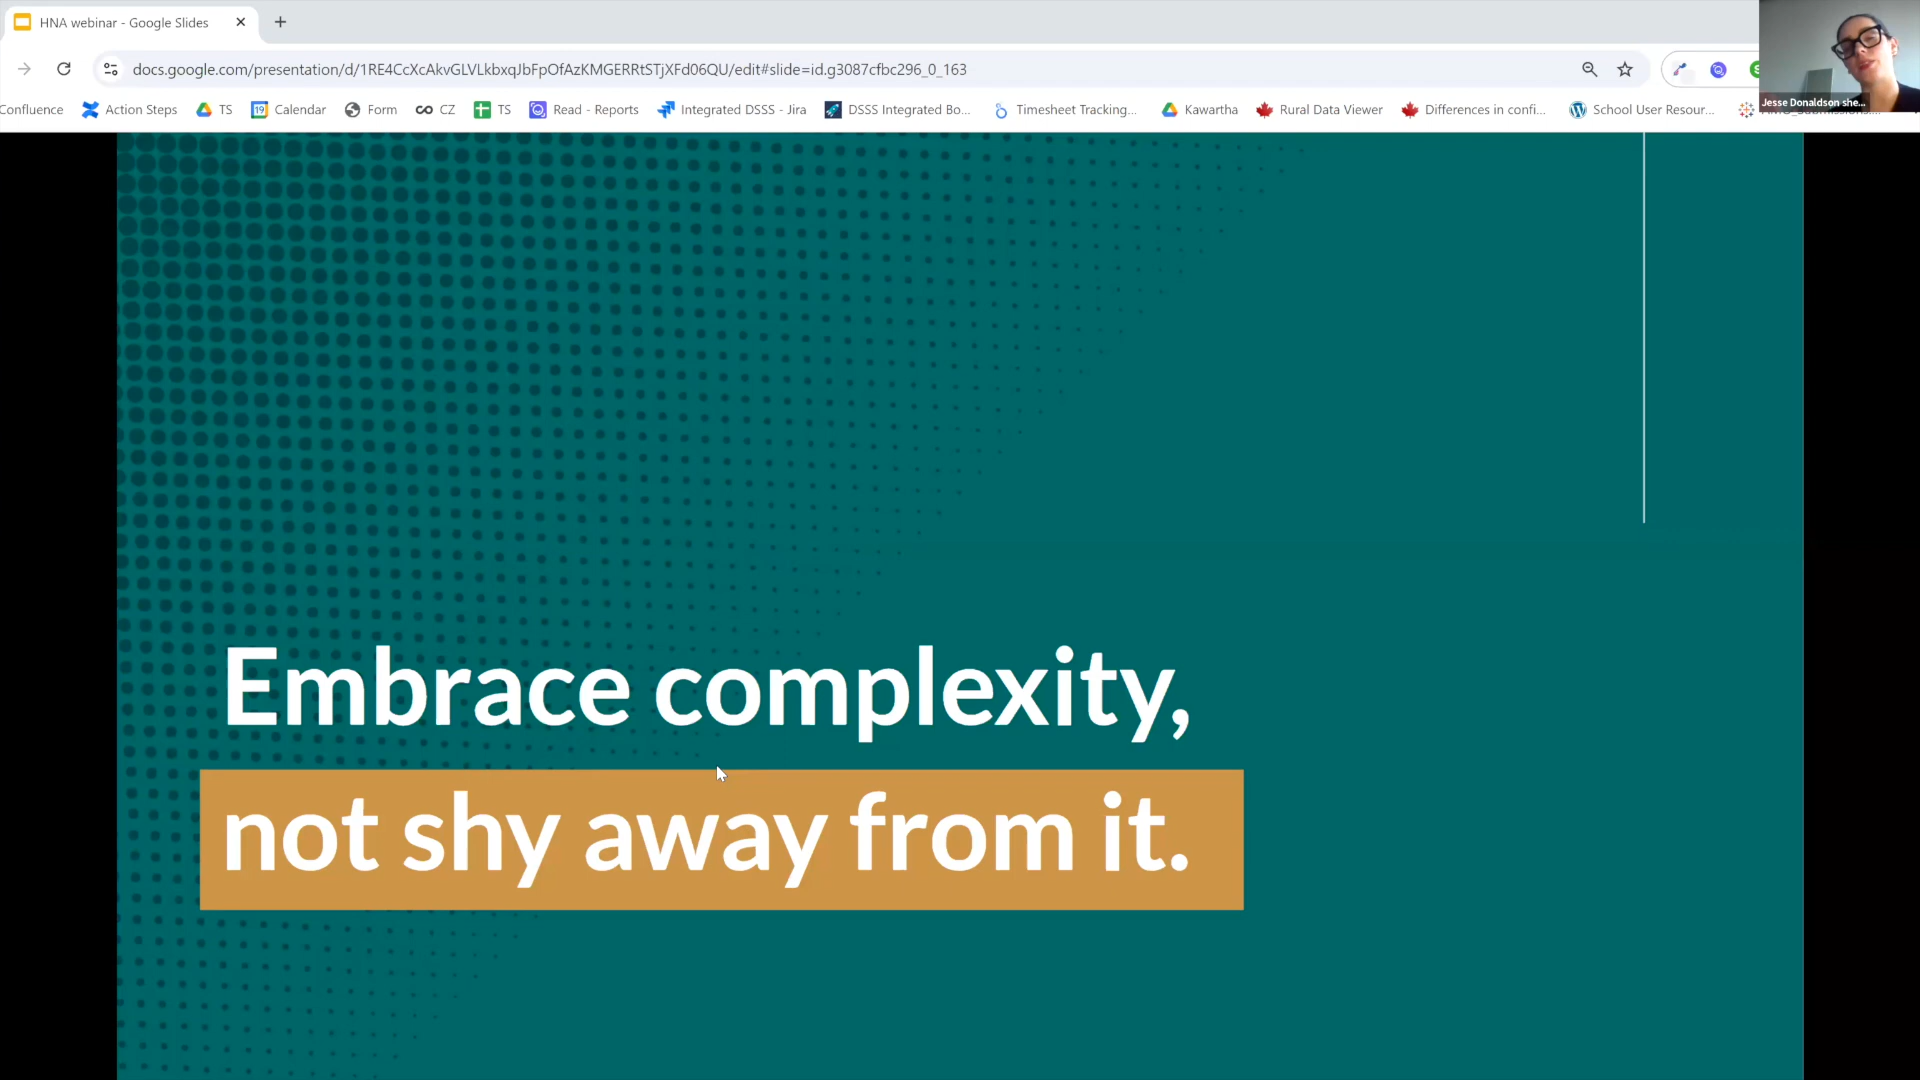 HNA webinar - Google Slides
docs.google.com/presentation/d/1RE4CcXcAkvGLVLkbxqJbFpOfAzKMGERRtSTjXFd06QU/edit#slide=id.g3087cfbc296_0_163
Confluence Action Steps TS 19 Calendar Form CZ TS Read - Reports Integrated DSSS - Jira DSSS Integrated Bo... Timesheet Tracking... Kawartha Rural Data Viewer Differences in confi... School User Resour...
Jesse Donaldson she...
Embrace complexity,
not shy away from it.